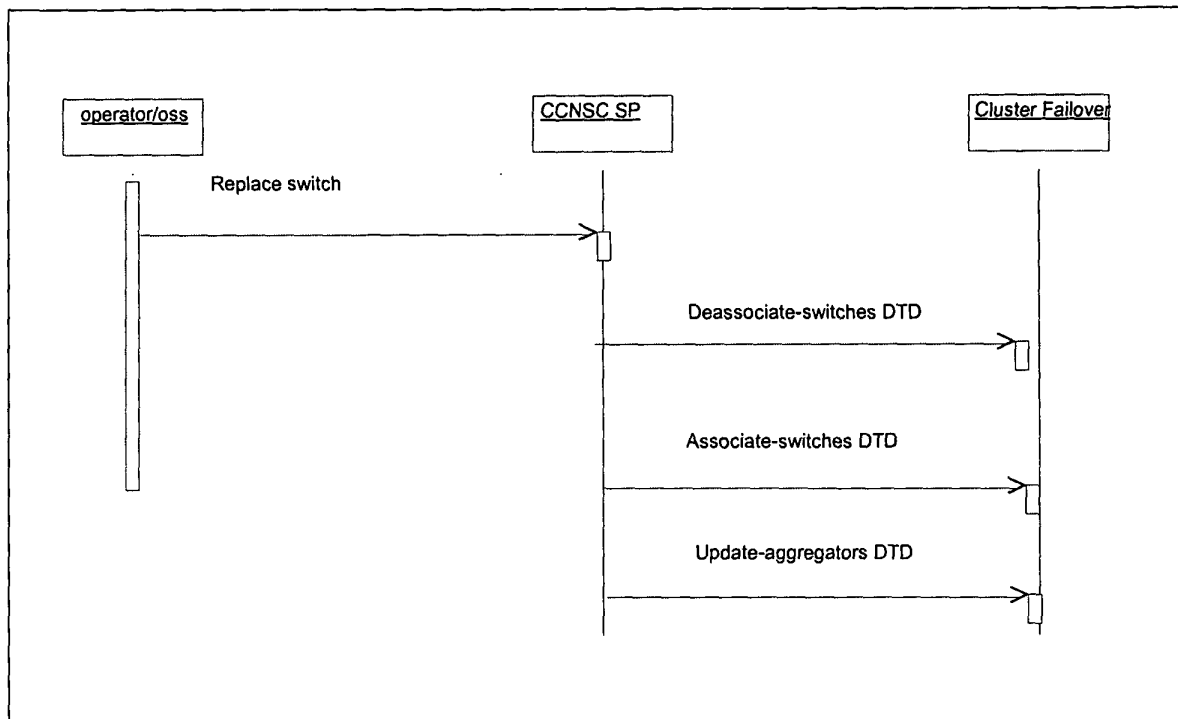 operator/oss
CCNSC SP
Cluster Failover
Replace switch
Deassociate-switches DTD
Associate-switches DTD
Update-aggregators DTD